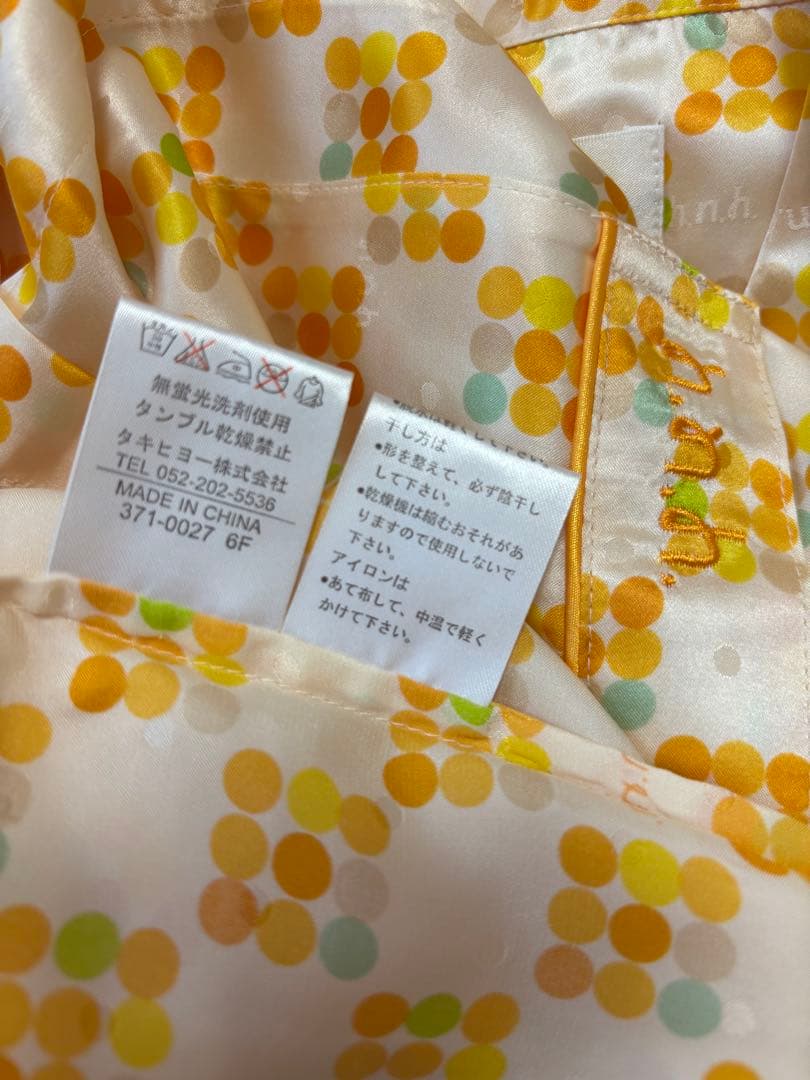 無蛍光洗剤使用
タンブル乾燥禁止
タキヒヨー株式会社
TEL 052-202-5536
MADE IN CHINA
371-0027 6F
干し方は
●形を整えて、必ず陰干し
して下さい。
●乾燥機は縮むおそれがあ
りますので使用しないで
下さい。
アイロンは
●あて布して、中温で軽く
かけて下さい。
h.n.h.
h.n.h.